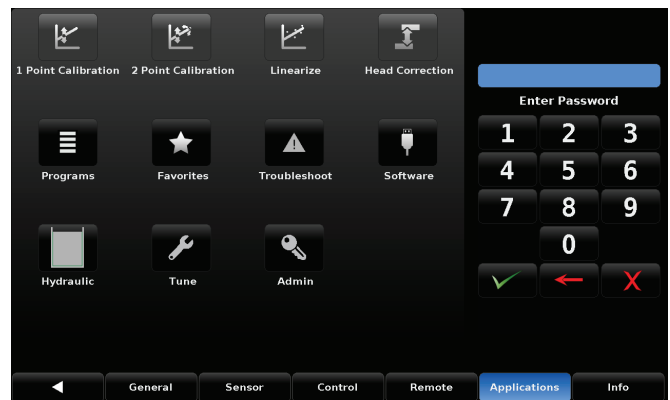 1 Point Calibration 2 Point Calibration Linearize Head Correction
Enter Password
1 2 3
Programs Favorites Troubleshoot Software
4 5 6
7 8 9
0
Hydraulic Tune Admin
General Sensor Control Remote Applications Info